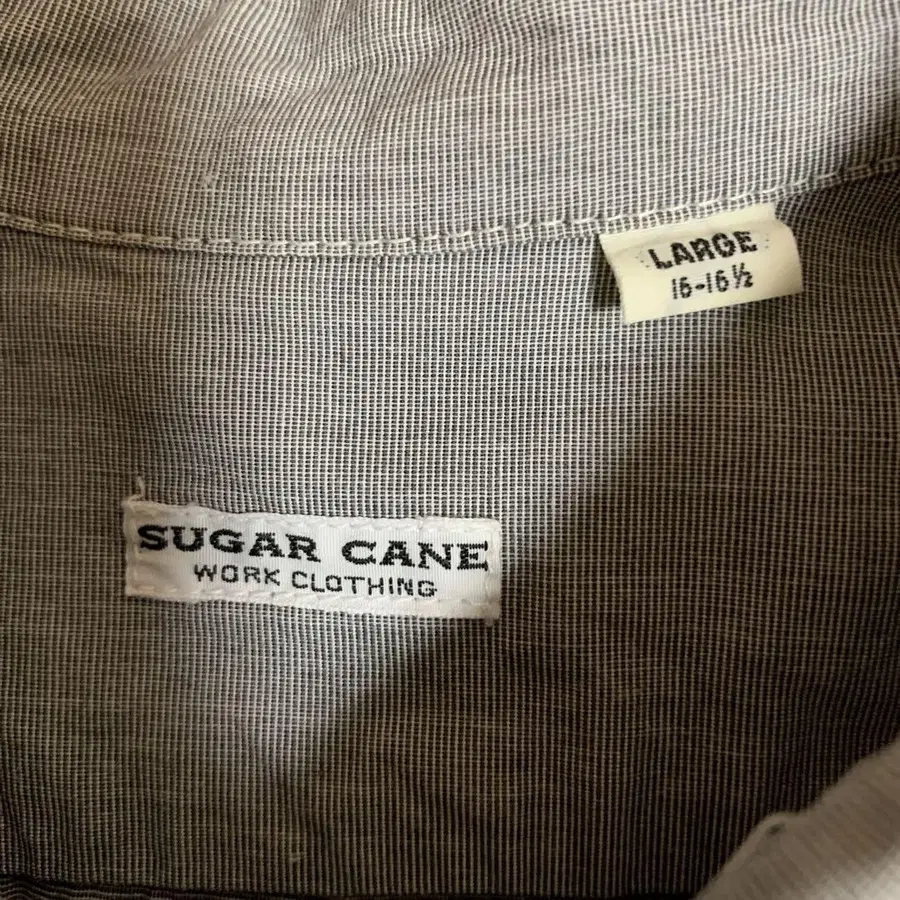 LARGE
16-16½
SUGAR CANE
WORK CLOTHING